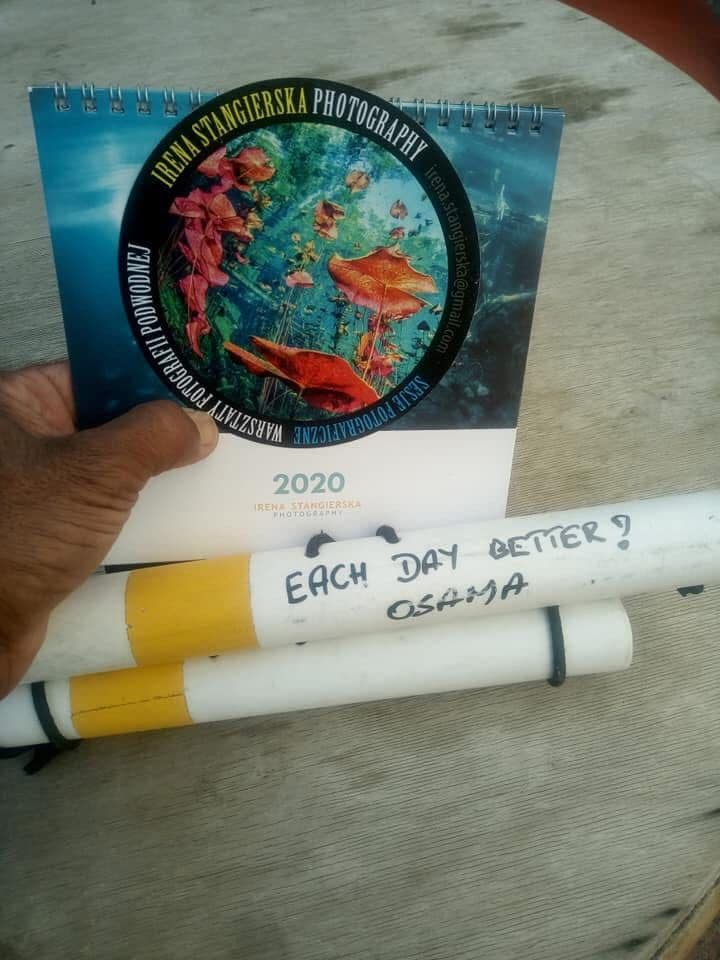 IRENA STANGIERSKA PHOTOGRAPHY
irena.stangierska@gmail.com
SESJE FOTOGRAFICZNE
WARSZTATY FOTOGRAFII PODWODNEJ
2020
IRENA STANGIERSKA
PHOTOGRAPHY
EACH DAY BETTER?
OSAMA